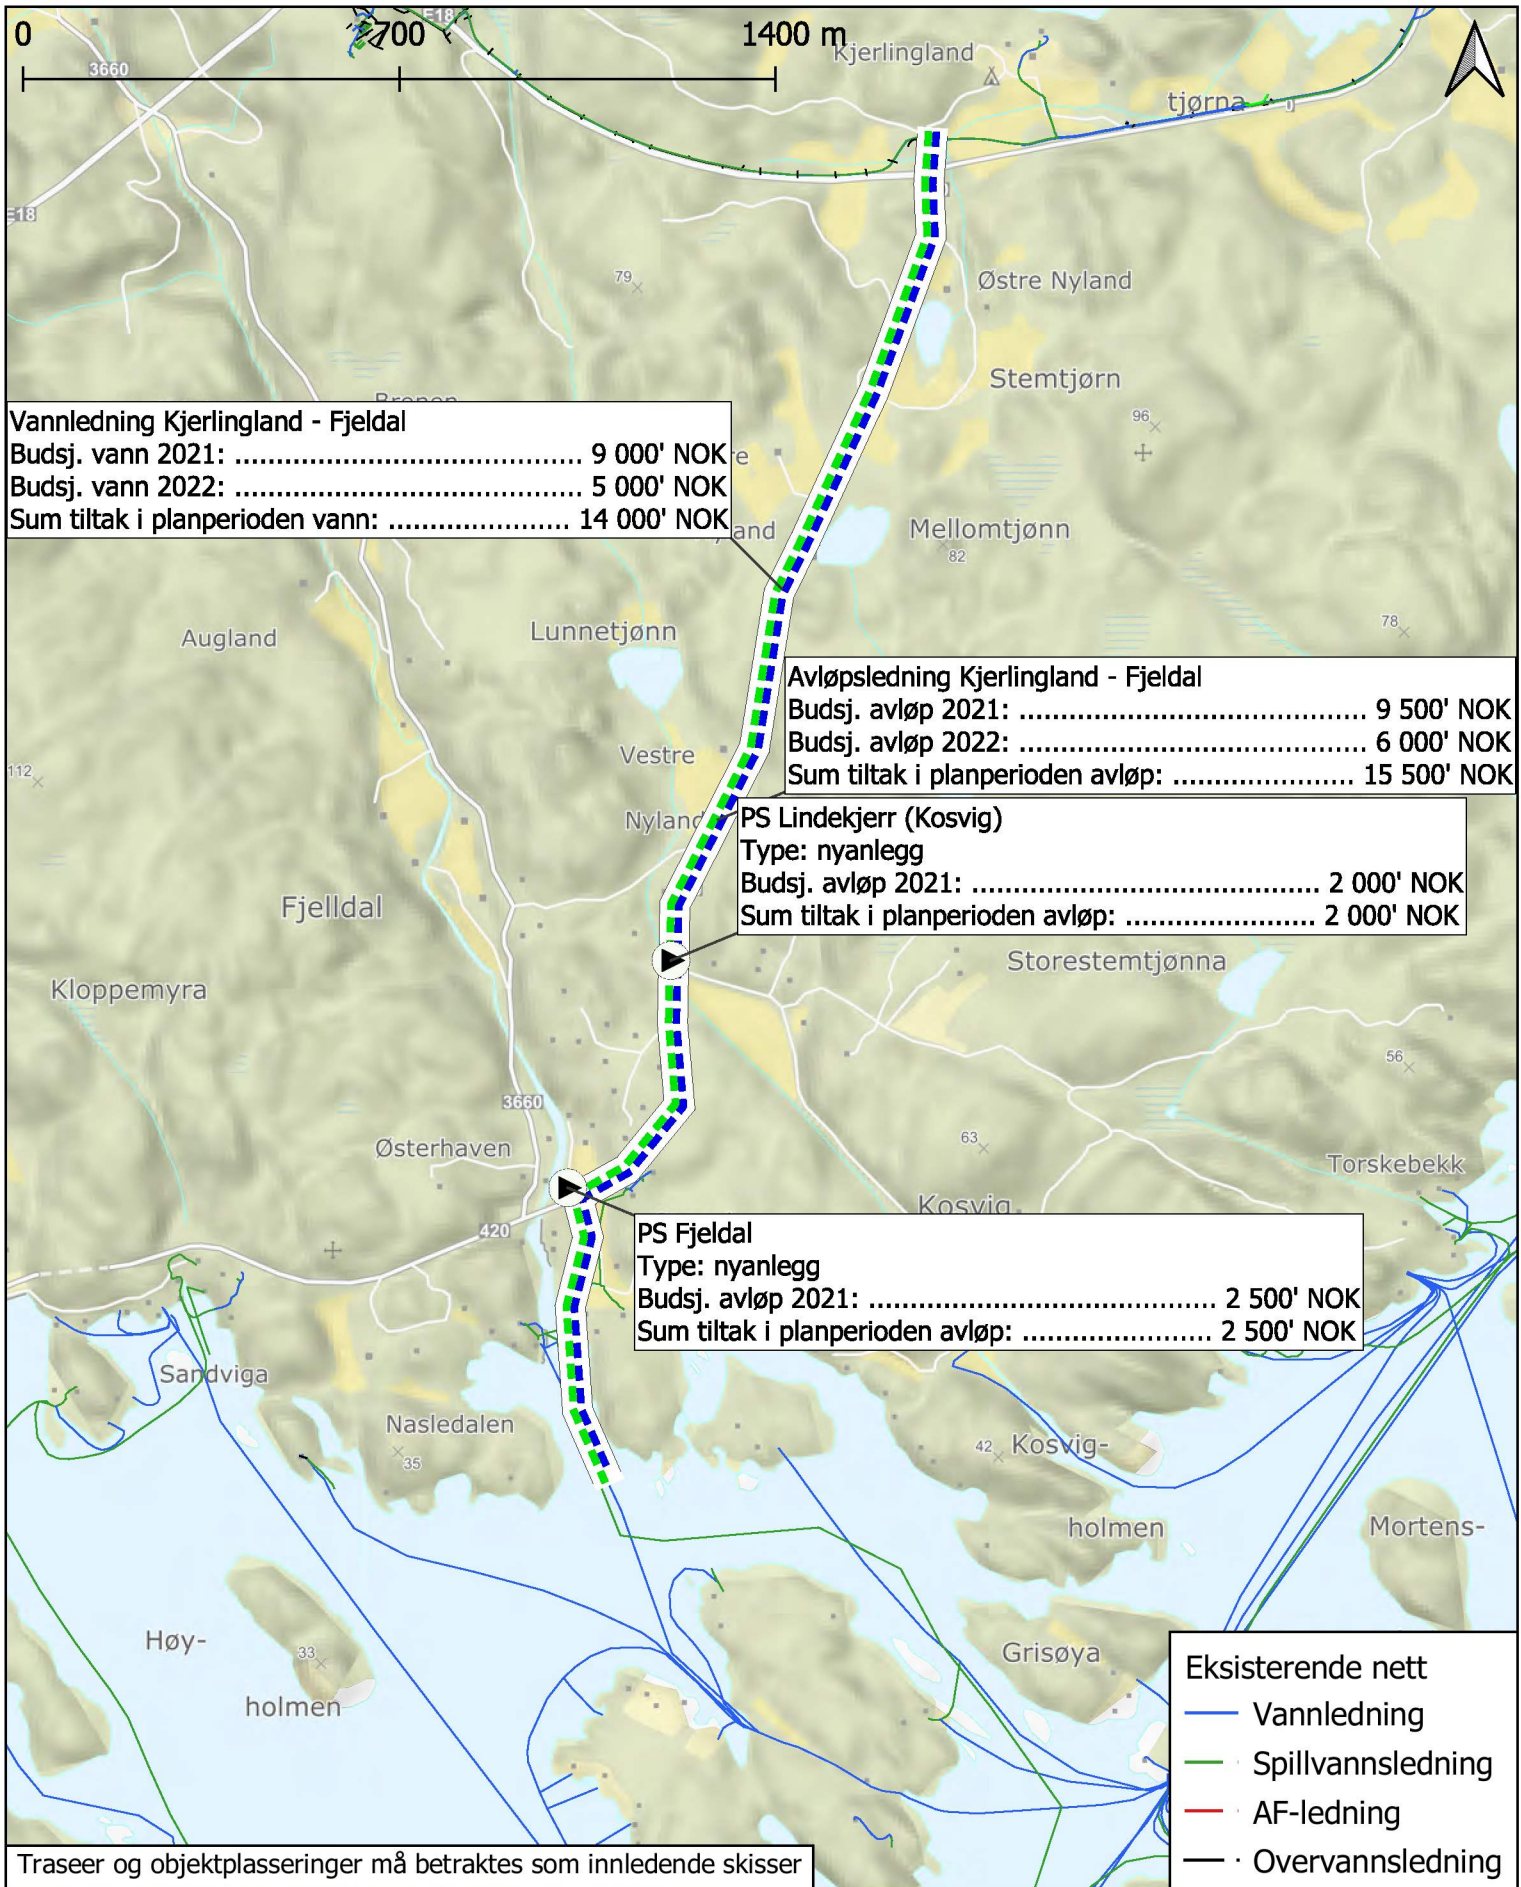 0 700 1400 m
E18
3660
Kjerlingland
tjørna
E18
79
Østre Nyland
Stemtjørn
96
Vannledning Kjerlingland - Fjeldal
Budsj. vann 2021: ........................................ 9 000' NOK
Budsj. vann 2022: ........................................ 5 000' NOK
Sum tiltak i planperioden vann: ..................... 14 000' NOK
Mellomtjønn
82
Augland
Lunnetjønn
78
Avløpsledning Kjerlingland - Fjeldal
Budsj. avløp 2021: ........................................ 9 500' NOK
Budsj. avløp 2022: ........................................ 6 000' NOK
Sum tiltak i planperioden avløp: ..................... 15 500' NOK
Vestre
Nyland
112
PS Lindekjerr (Kosvig)
Type: nyanlegg
Budsj. avløp 2021: ........................................ 2 000' NOK
Sum tiltak i planperioden avløp: ...................... 2 000' NOK
Fjelldal
Kloppemyra
Storestemtjønna
56
3660
Østerhaven
63
Torskebekk
Kosvig
420
PS Fjeldal
Type: nyanlegg
Budsj. avløp 2021: ........................................ 2 500' NOK
Sum tiltak i planperioden avløp: ...................... 2 500' NOK
Sandviga
Nasledalen
35
42
Kosvig-
holmen
Mortens-
Høy-
holmen
33
Grisøya
Eksisterende nett
Vannledning
Spillvannsledning
AF-ledning
Overvannsledning
Traseer og objektplasseringer må betraktes som innledende skisser